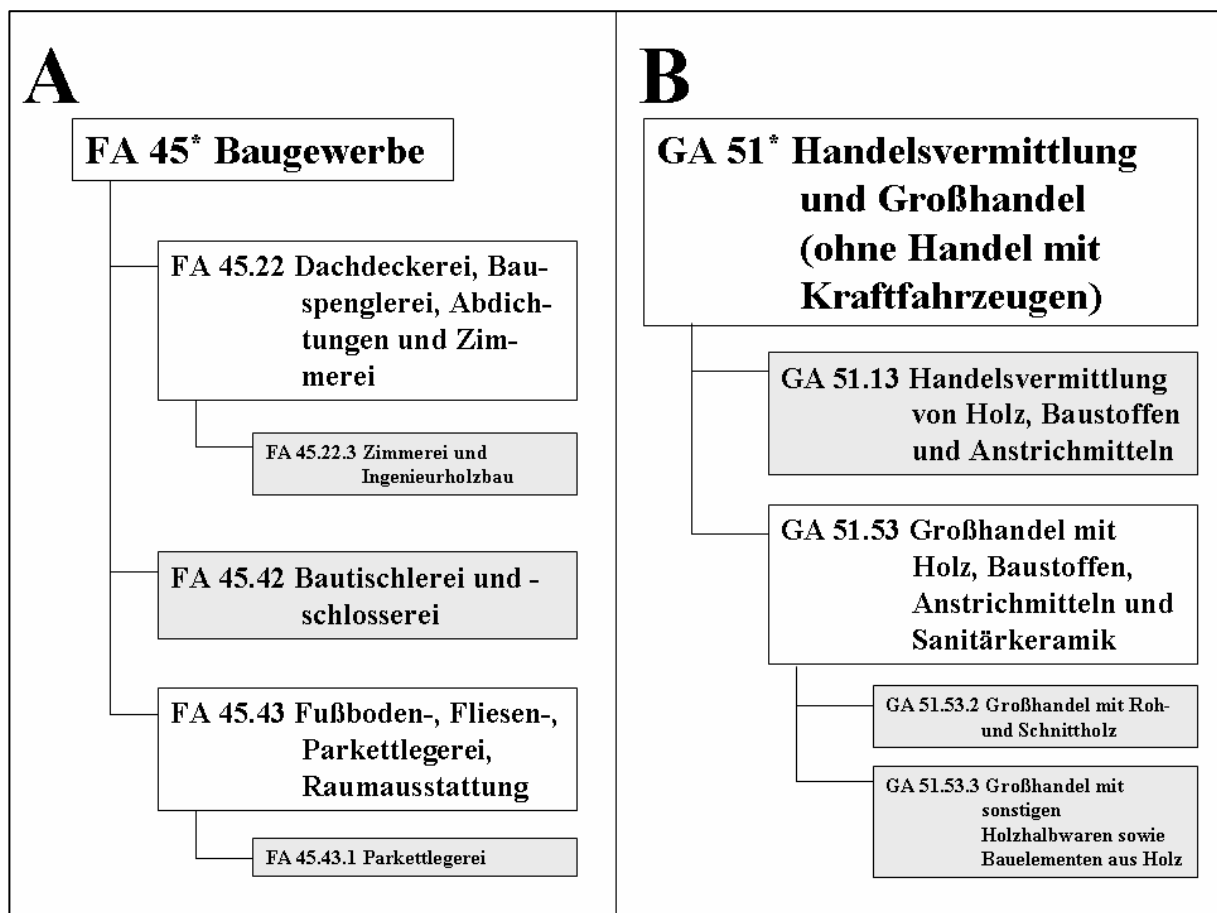 A
FA 45* Baugewerbe
FA 45.22 Dachdeckerei, Bau-
spenglerei, Abdich-
tungen und Zim-
merei
FA 45.22.3 Zimmerei und
Ingenieurholzbau
FA 45.42 Bautischlerei und -
schlosserei
FA 45.43 Fußboden-, Fliesen-,
Parkettlegerei,
Raumausstattung
FA 45.43.1 Parkettlegerei
B
GA 51* Handelsvermittlung
und Großhandel
(ohne Handel mit
Kraftfahrzeugen)
GA 51.13 Handelsvermittlung
von Holz, Baustoffen
und Anstrichmitteln
GA 51.53 Großhandel mit
Holz, Baustoffen,
Anstrichmitteln und
Sanitärkeramik
GA 51.53.2 Großhandel mit Roh-
und Schnittholz
GA 51.53.3 Großhandel mit
sonstigen
Holzhalbwaren sowie
Bauelementen aus Holz